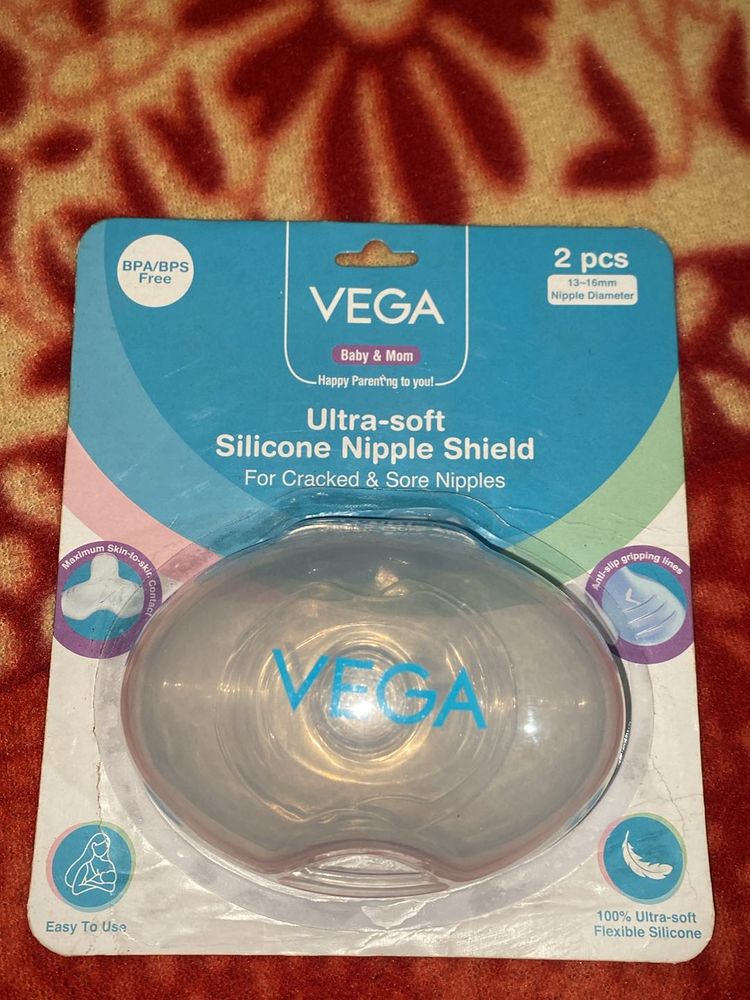 BPA/BPS
Free
VEGA
Baby & Mom
Happy Parenting to you!
2 pcs
13–16mm
Nipple Diameter
Ultra-soft
Silicone Nipple Shield
For Cracked & Sore Nipples
Maximum Skin-to-skin Contact
Anti-slip gripping lines
VEGA
Easy To Use
100% Ultra-soft
Flexible Silicone